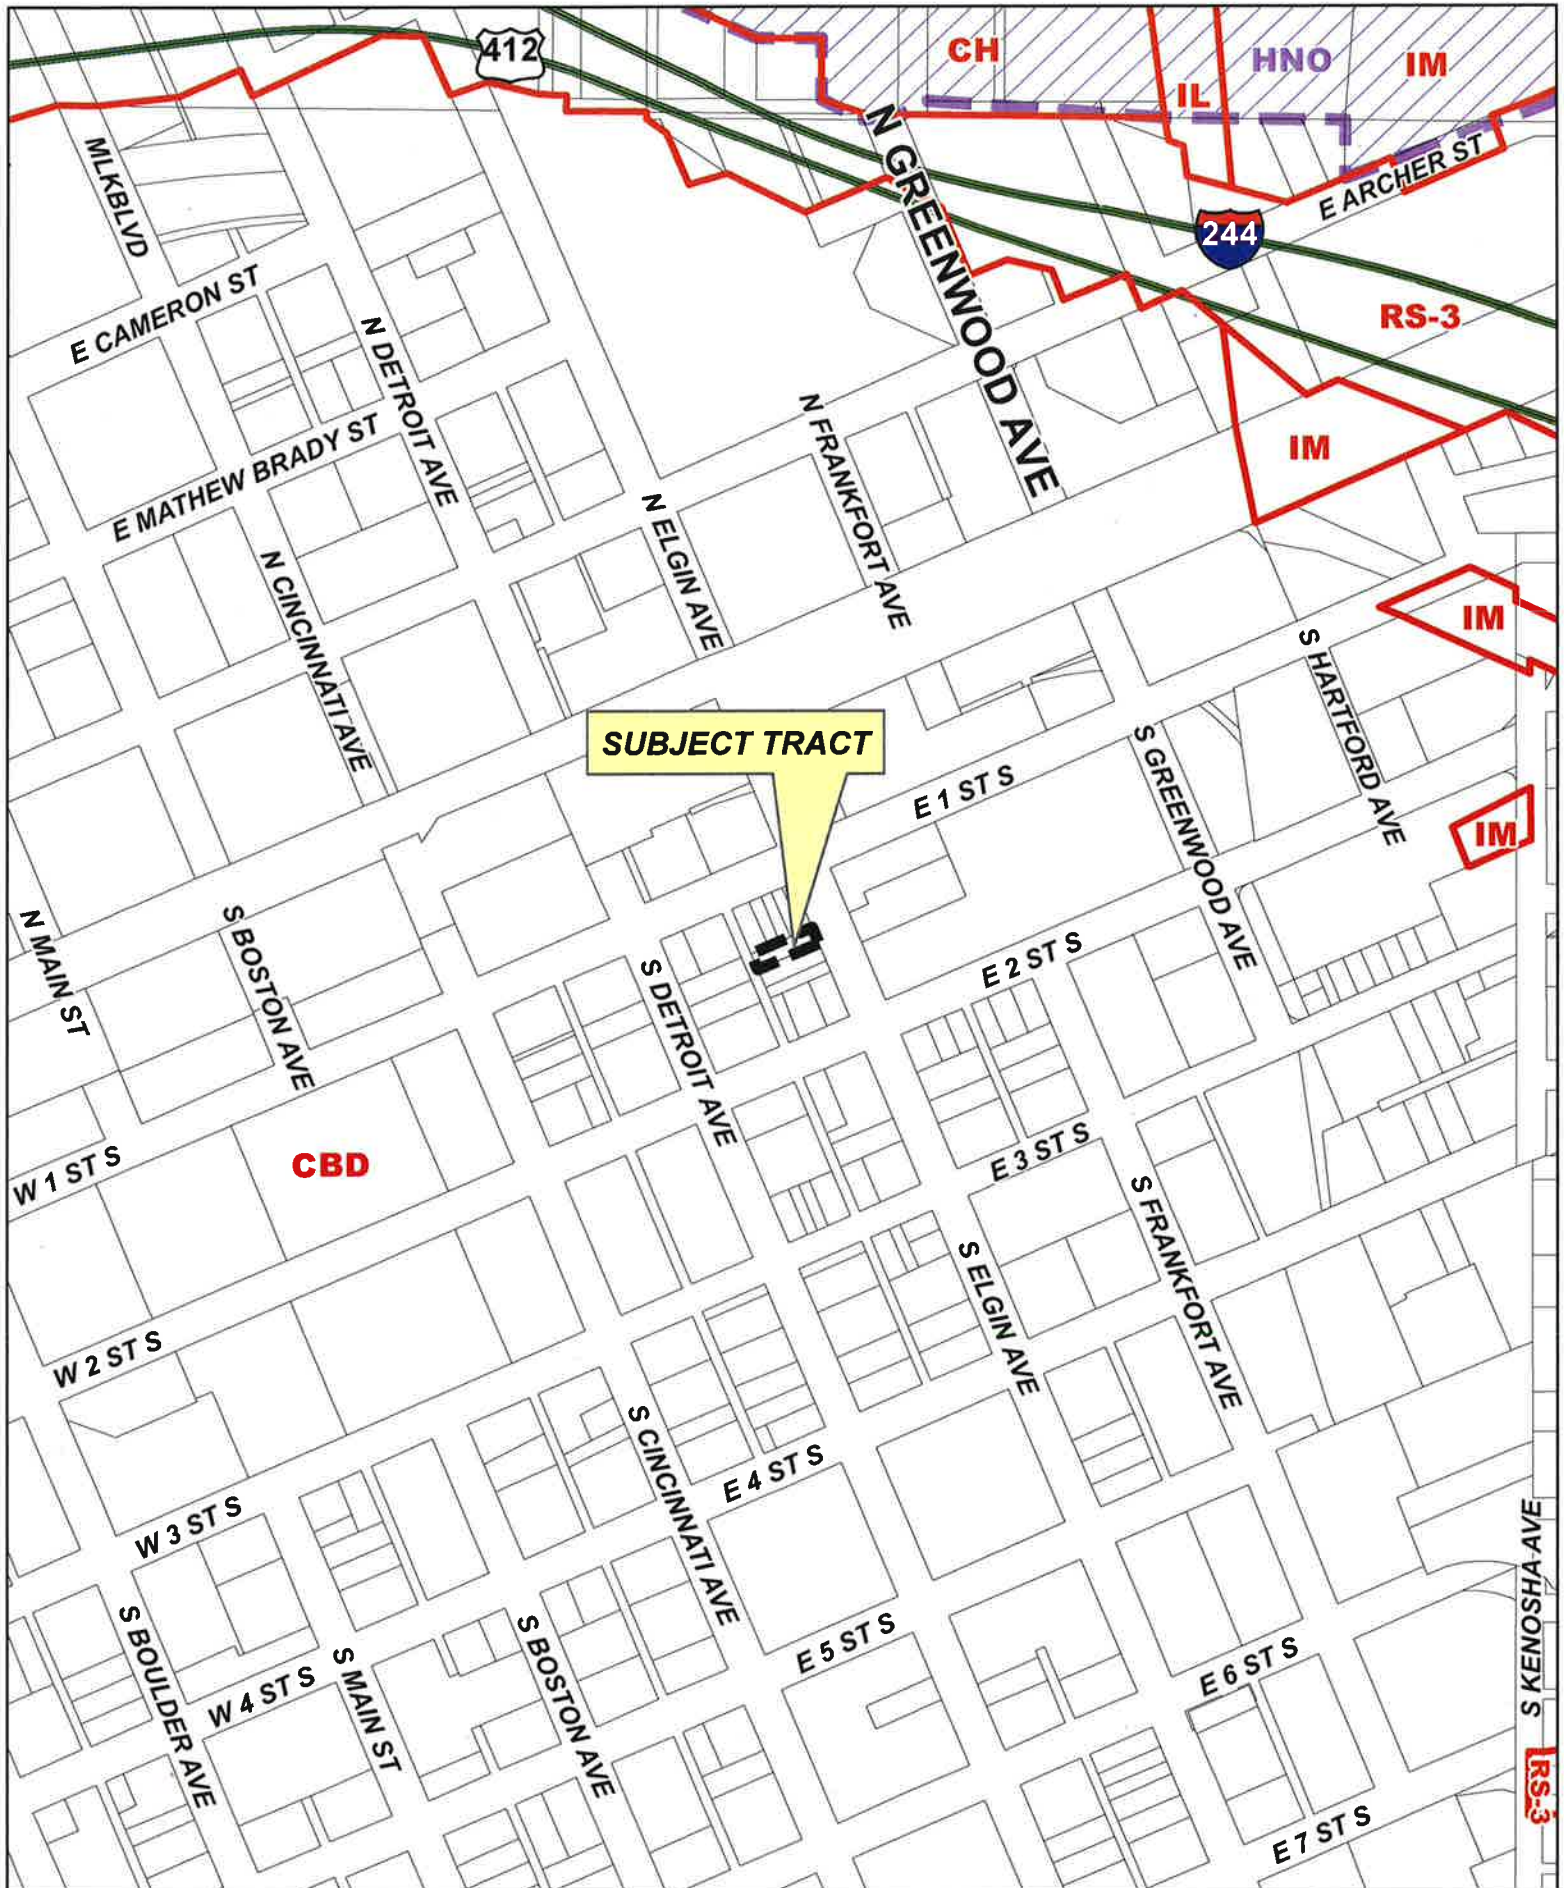 412
CH
HNO
IM
IL
N GREENWOOD AVE
MLKBLVD
E ARCHER ST
244
E CAMERON ST
RS-3
N DETROIT AVE
E MATHEW BRADY ST
N FRANKFORT AVE
IM
N ELGIN AVE
N CINCINNATI AVE
IM
S HARTFORD AVE
SUBJECT TRACT
E 1 ST S
S GREENWOOD AVE
IM
N MAIN ST
S BOSTON AVE
E 2 ST S
S DETROIT AVE
W 1 ST S
CBD
E 3 ST S
S FRANKFORT AVE
S ELGIN AVE
W 2 ST S
S CINCINNATI AVE
E 4 ST S
W 3 ST S
S KENOSHA AVE
S BOULDER AVE
S BOSTON AVE
E 5 ST S
E 6 ST S
W 4 ST S
S MAIN ST
RS-3
E 7 ST S